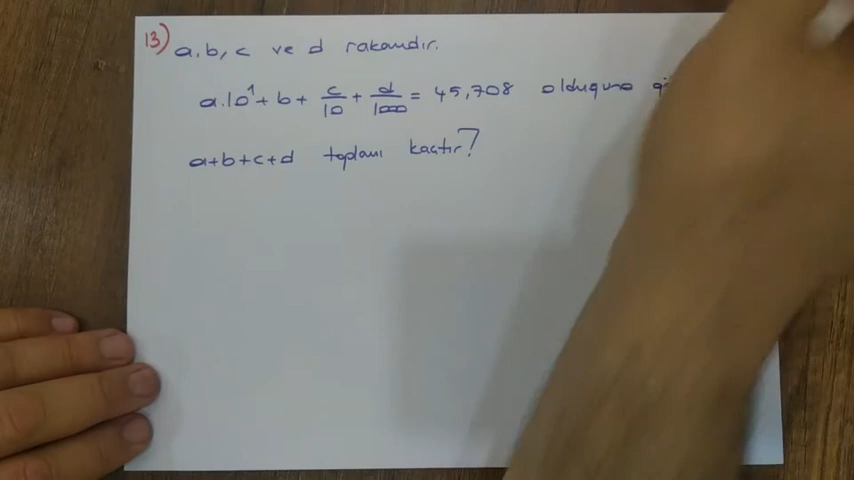 13) a, b, c ve d rakamdır.
a.10¹ + b + c/10 + d/1000 = 45,708 olduğuna
a+b+c+d toplamı kaçtır?